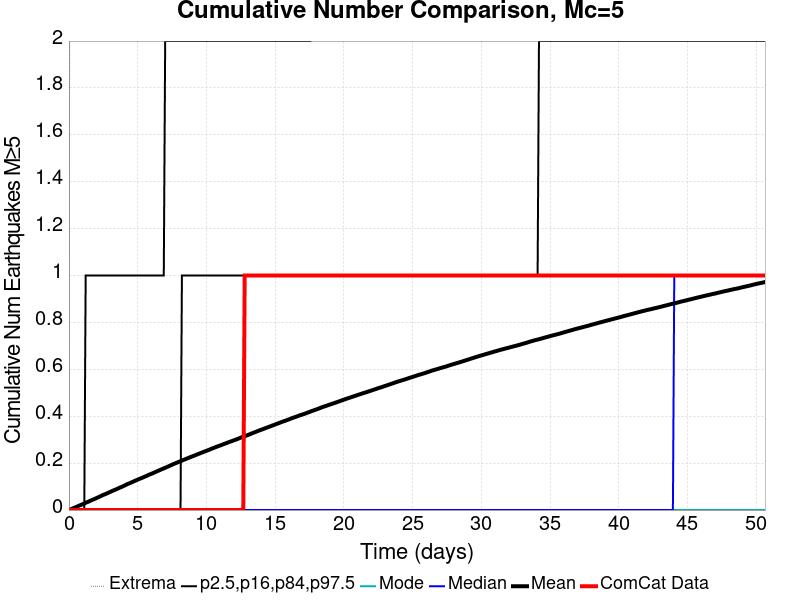 Cumulative Number Comparison, Mc=5
Cumulative Num Earthquakes M≥5
2
1.8
1.6
1.4
1.2
1
0.8
0.6
0.4
0.2
0
0 5 10 15 20 25 30 35 40 45 50
Time (days)
Extrema p2.5,p16,p84,p97.5 Mode Median Mean ComCat Data